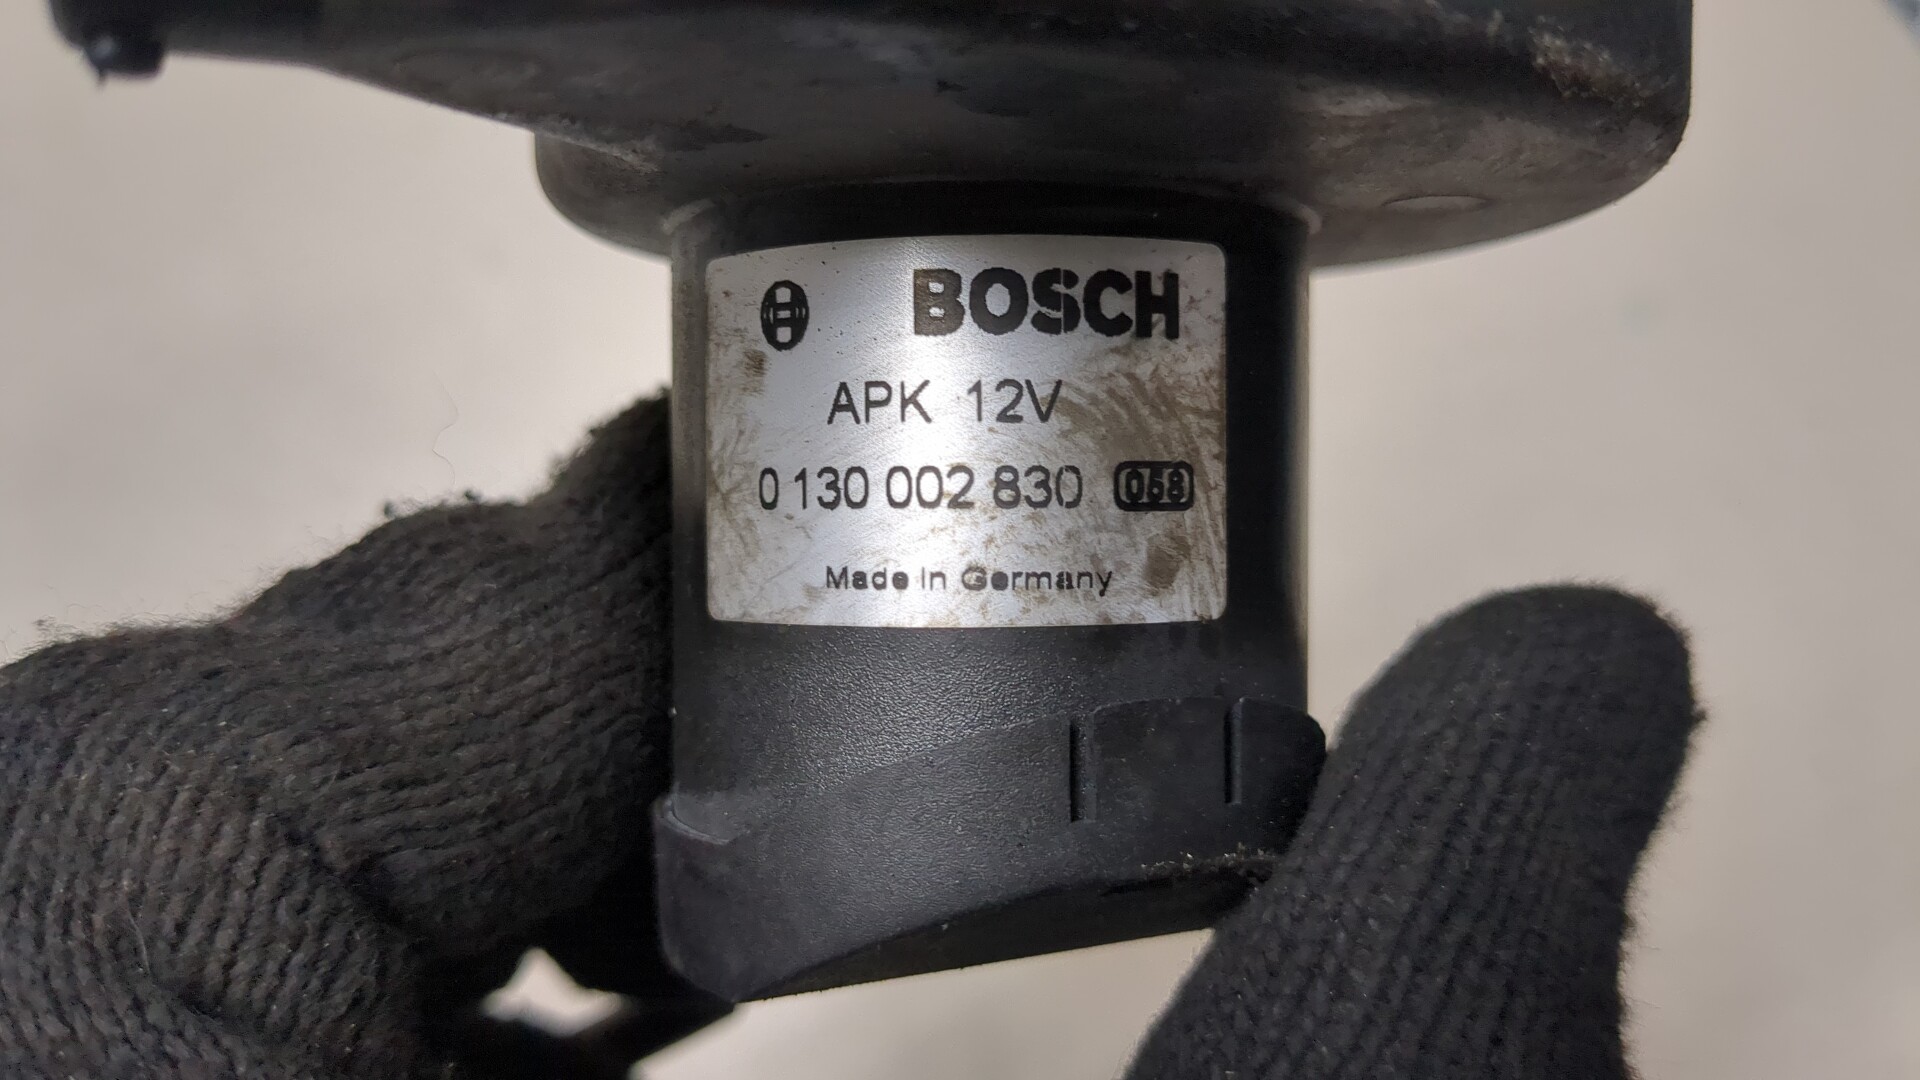 BOSCH
APK 12V
0 130 002 830 058
Made in Germany